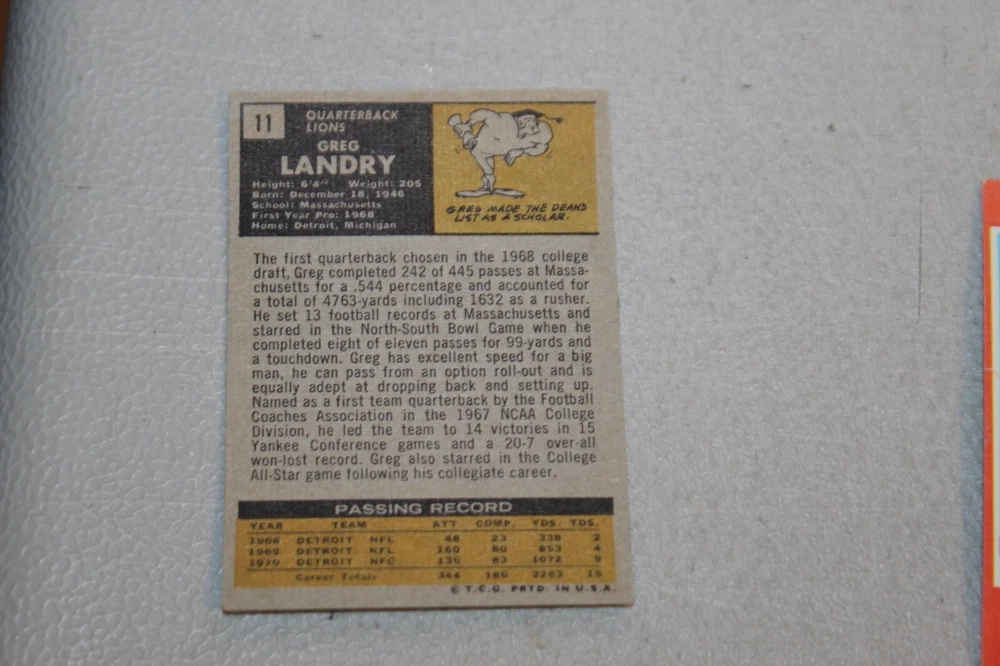 11
QUARTERBACK
LIONS
GREG
LANDRY
Height: 6'4" Weight: 205
Born: December 18, 1946
School: Massachusetts
First Year Pro: 1968
Home: Detroit, Michigan
GREG MADE THE DEAN'S
LIST AS A SCHOLAR.
The first quarterback chosen in the 1968 college
draft, Greg completed 242 of 445 passes at Massa-
chusetts for a .544 percentage and accounted for
a total of 4763-yards including 1632 as a rusher.
He set 13 football records at Massachusetts and
starred in the North-South Bowl Game when he
completed eight of eleven passes for 99-yards and
a touchdown. Greg has excellent speed for a big
man, he can pass from an option roll-out and is
equally adept at dropping back and setting up.
Named as a first team quarterback by the Football
Coaches Association in the 1967 NCAA College
Division, he led the team to 14 victories in 15
Yankee Conference games and a 20-7 over-all
won-lost record. Greg also starred in the College
All-Star game following his collegiate career.
PASSING RECORD
YEAR TEAM ATT. COMP. YDS. TDS.
1968 DETROIT NFL 48 23 338 2
1969 DETROIT NFL 160 80 853 4
1970 DETROIT NFC 136 83 1072 9
Career Totals 344 186 2263 15
© T.C.G. PRTD. IN U.S.A.